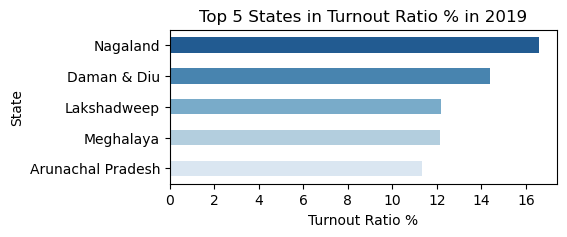 Top 5 States in Turnout Ratio % in 2019
State
Nagaland
Daman & Diu
Lakshadweep
Meghalaya
Arunachal Pradesh
0 2 4 6 8 10 12 14 16
Turnout Ratio %